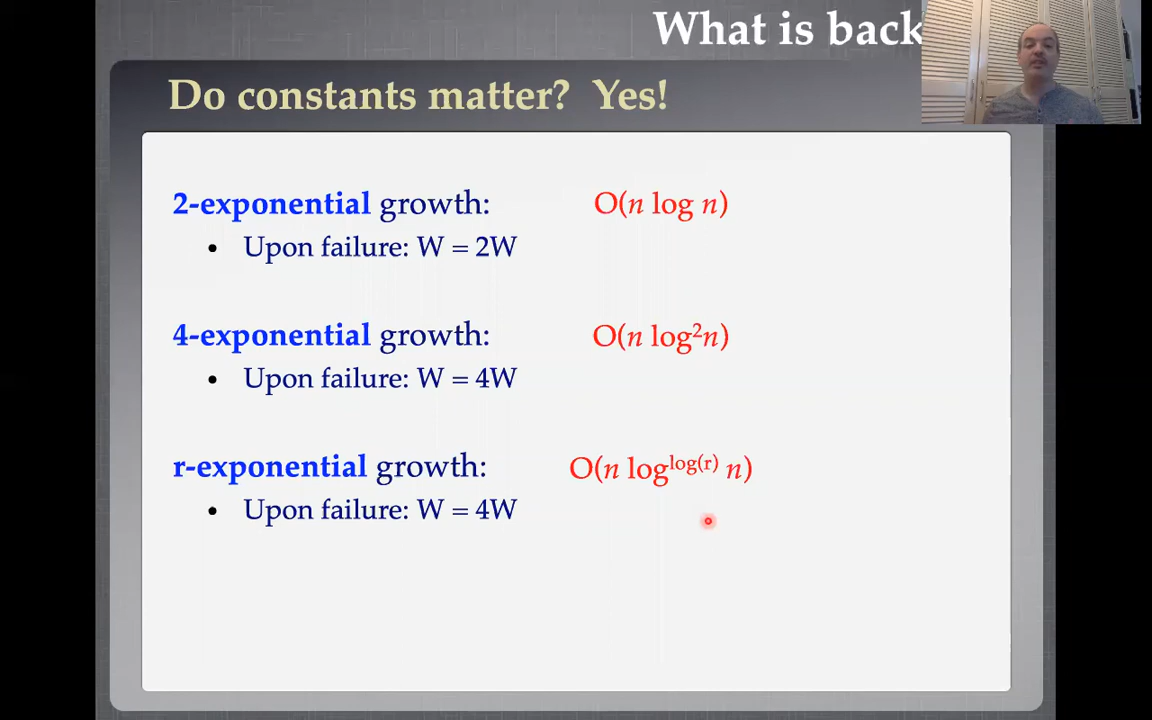 What is back
Do constants matter? Yes!
2-exponential growth: O(n log n)
• Upon failure: W = 2W
4-exponential growth: O(n log²n)
• Upon failure: W = 4W
r-exponential growth: O(n log^log(r) n)
• Upon failure: W = 4W